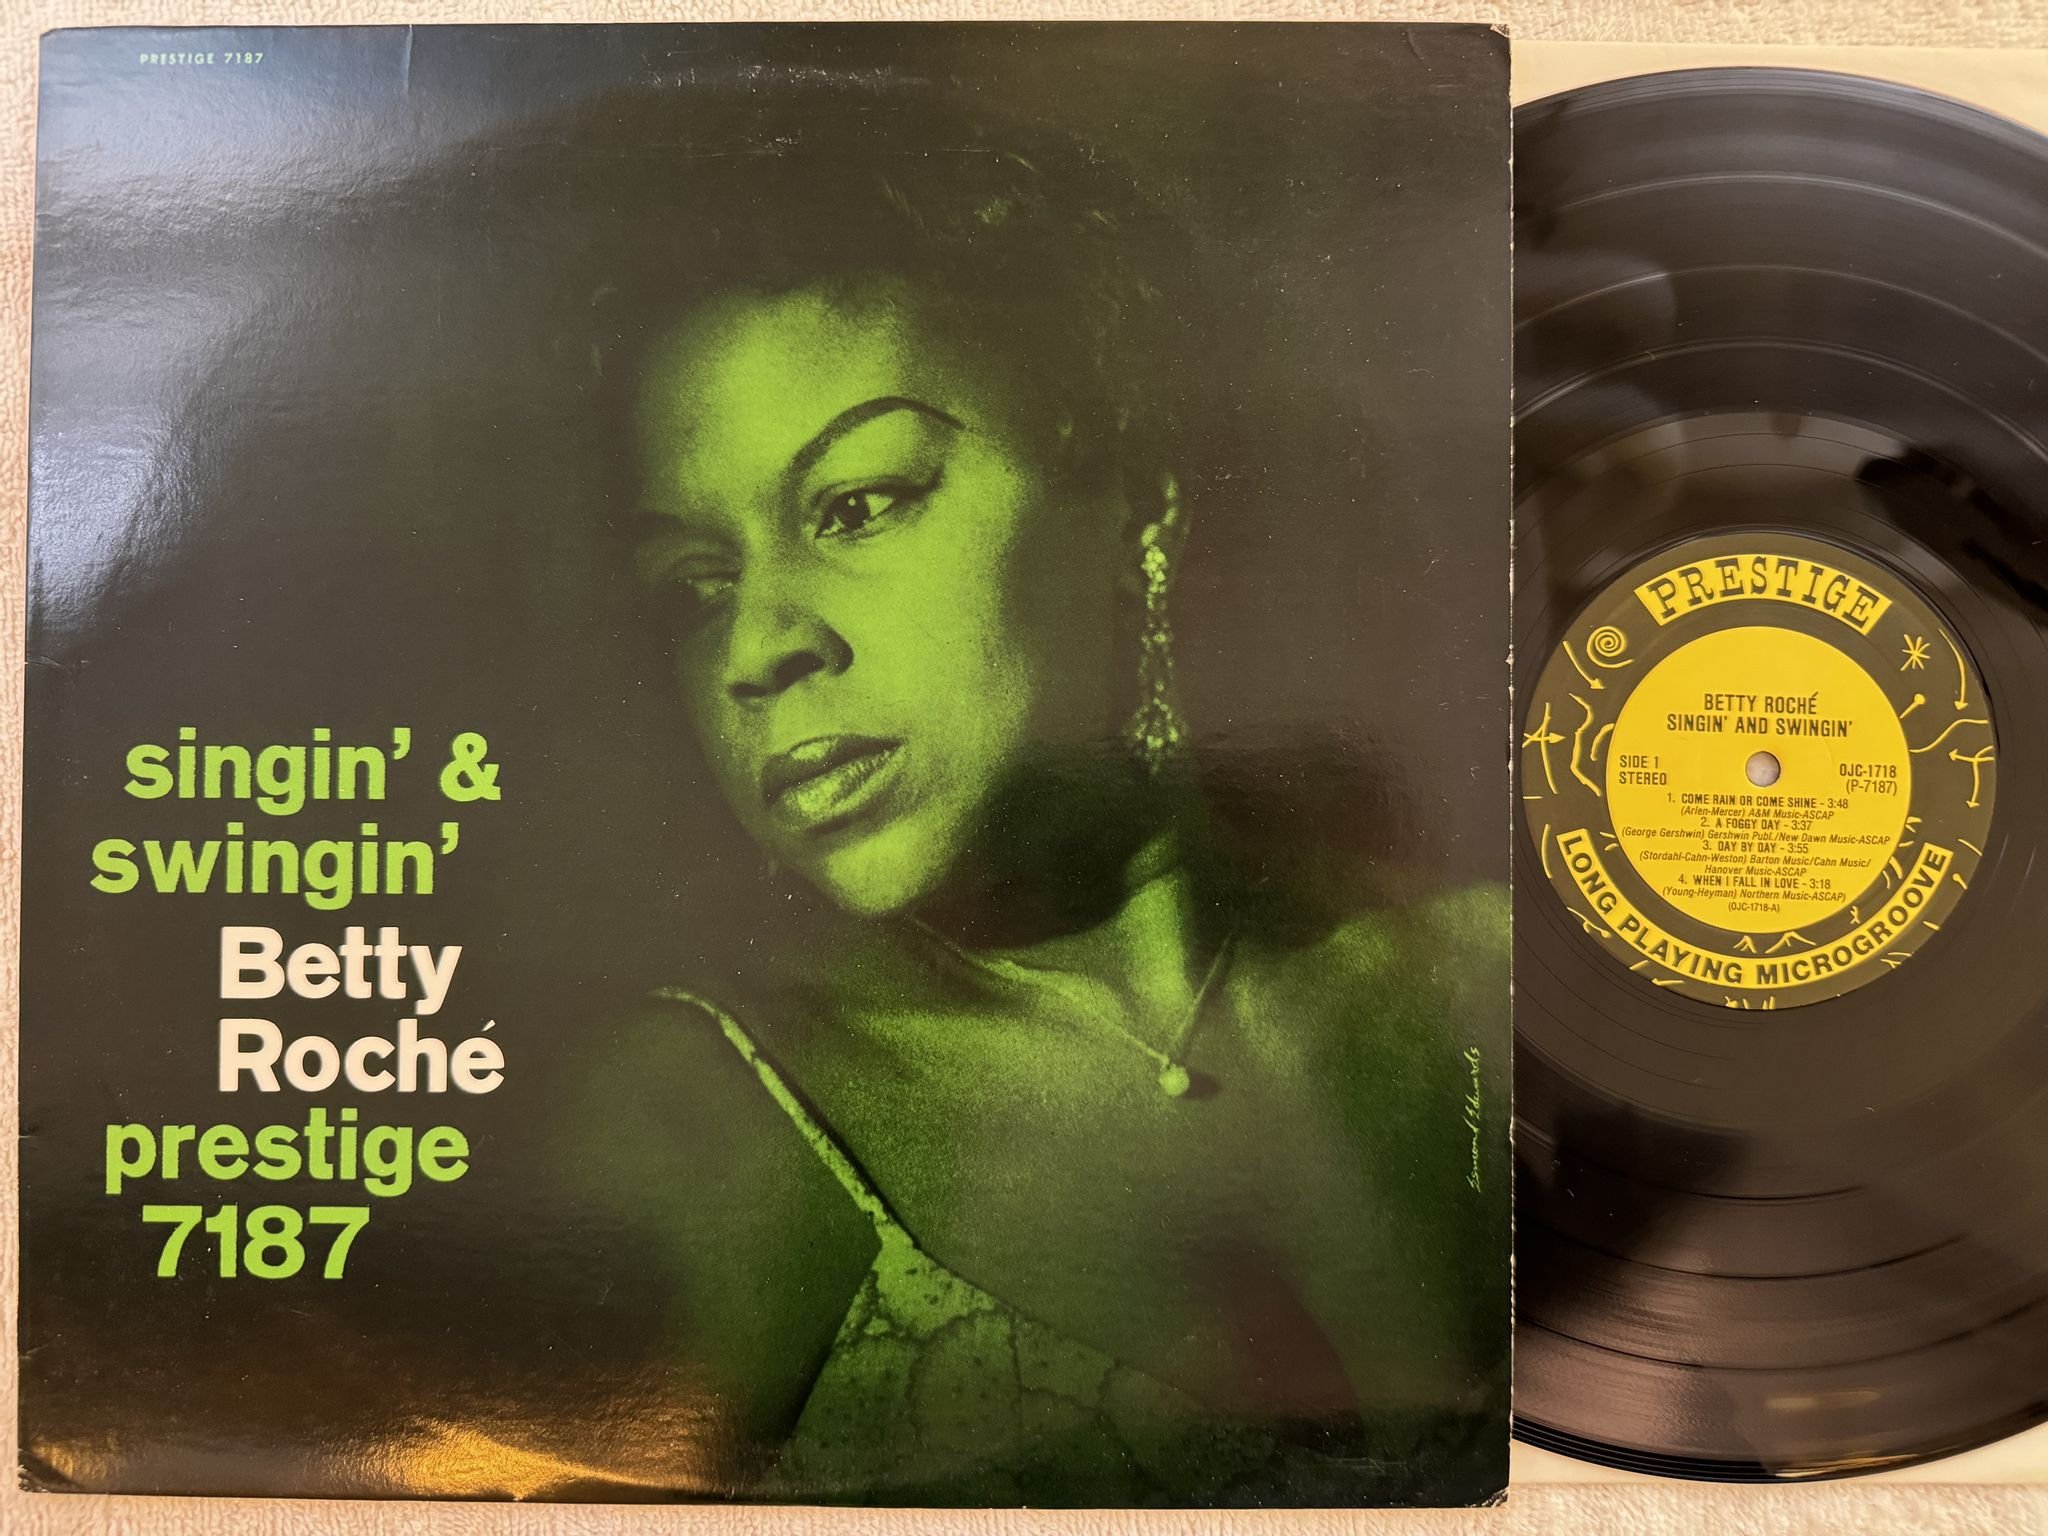 PRESTIGE 7187
singin' &
swingin'
Betty
Roché
prestige
7187
Esmond Edwards
PRESTIGE
BETTY ROCHÉ
SINGIN' AND SWINGIN'
SIDE 1
STEREO
OJC-1718
(P-7187)
1. COME RAIN OR COME SHINE - 3:48
(Arlen-Mercer) A&M Music-ASCAP
2. A FOGGY DAY - 3:37
(George Gershwin) Gershwin Publ./New Dawn Music-ASCAP
3. DAY BY DAY - 3:55
(Stordahl-Cahn-Weston) Barton Music/Cahn Music/
Hanover Music-ASCAP
4. WHEN I FALL IN LOVE - 3:18
(Young-Heyman) Northern Music-ASCAP)
(OJC-1718-A)
LONG PLAYING MICROGROOVE